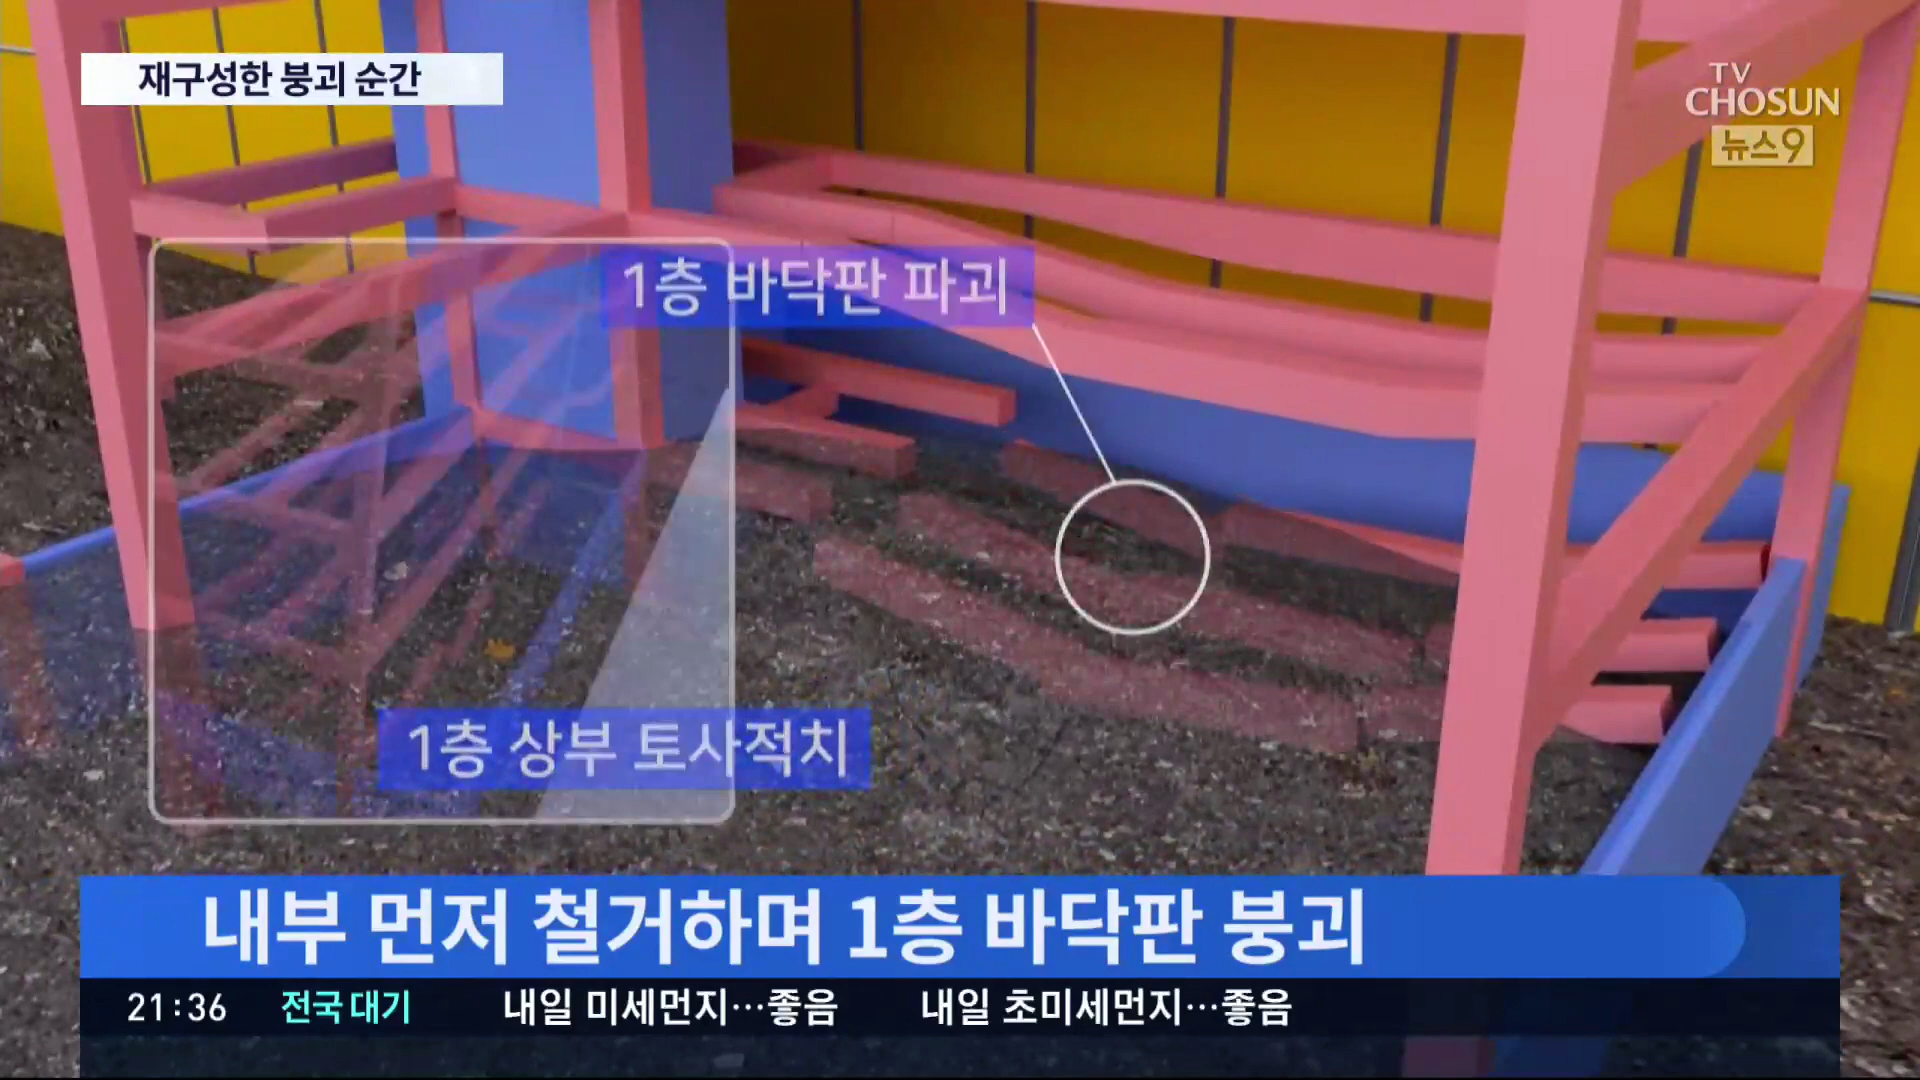 재구성한 붕괴 순간
TV
CHOSUN
뉴스9
1층 바닥판 파괴
1층 상부 토사적치
내부 먼저 철거하며 1층 바닥판 붕괴
21:36 전국 대기 내일 미세먼지…좋음 내일 초미세먼지…좋음